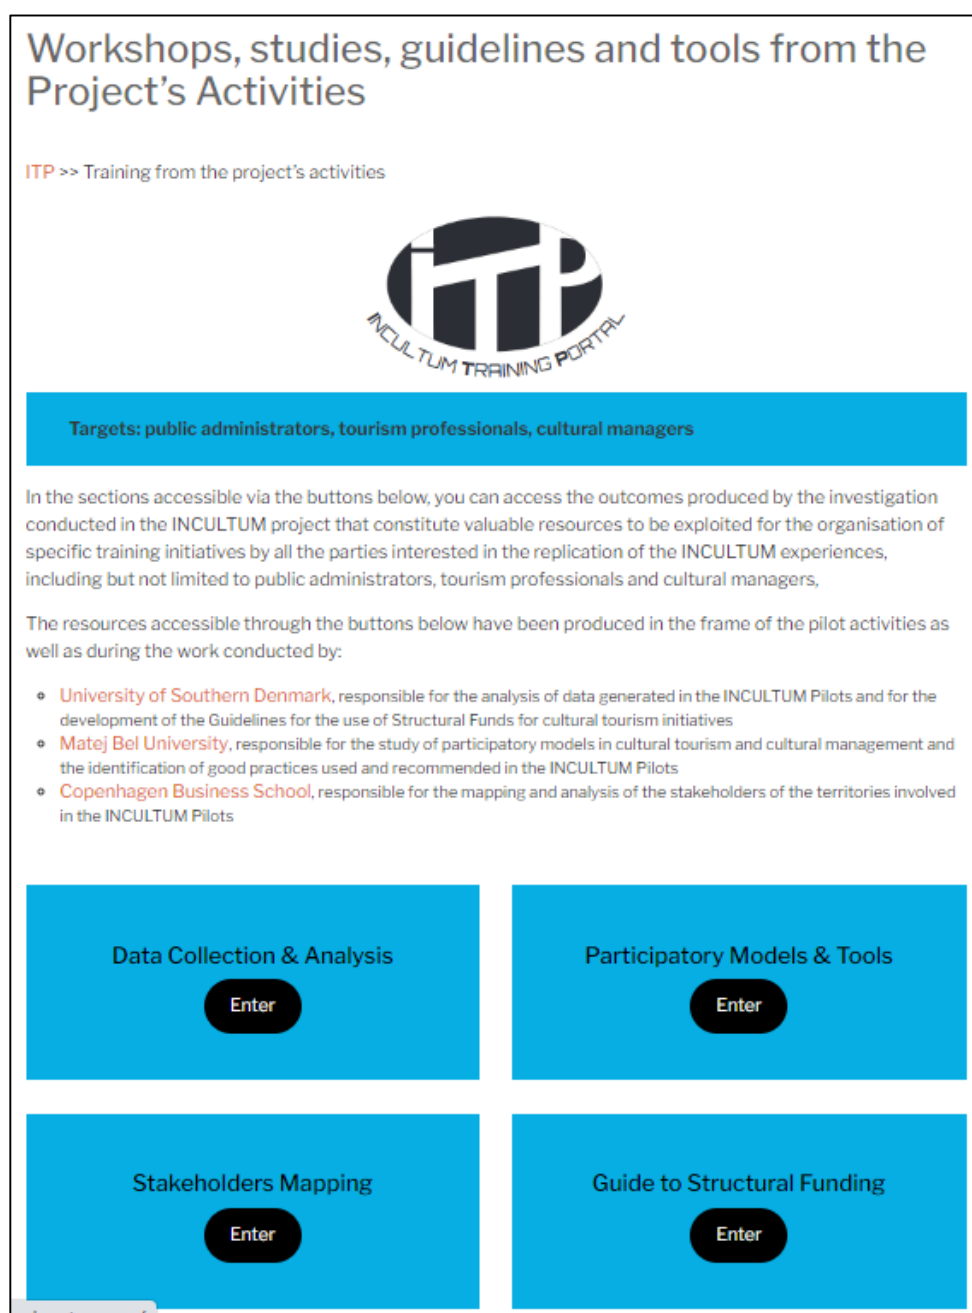 Workshops, studies, guidelines and tools from the
Project's Activities
ITP >> Training from the project's activities
iTP
INCULTUM TRAINING PORTAL
Targets: public administrators, tourism professionals, cultural managers
In the sections accessible via the buttons below, you can access the outcomes produced by the investigation
conducted in the INCULTUM project that constitute valuable resources to be exploited for the organisation of
specific training initiatives by all the parties interested in the replication of the INCULTUM experiences,
including but not limited to public administrators, tourism professionals and cultural managers,
The resources accessible through the buttons below have been produced in the frame of the pilot activities as
well as during the work conducted by:
University of Southern Denmark, responsible for the analysis of data generated in the INCULTUM Pilots and for the
development of the Guidelines for the use of Structural Funds for cultural tourism initiatives
Matej Bel University, responsible for the study of participatory models in cultural tourism and cultural management and
the identification of good practices used and recommended in the INCULTUM Pilots
Copenhagen Business School, responsible for the mapping and analysis of the stakeholders of the territories involved
in the INCULTUM Pilots
Data Collection & Analysis
Enter
Participatory Models & Tools
Enter
Stakeholders Mapping
Enter
Guide to Structural Funding
Enter